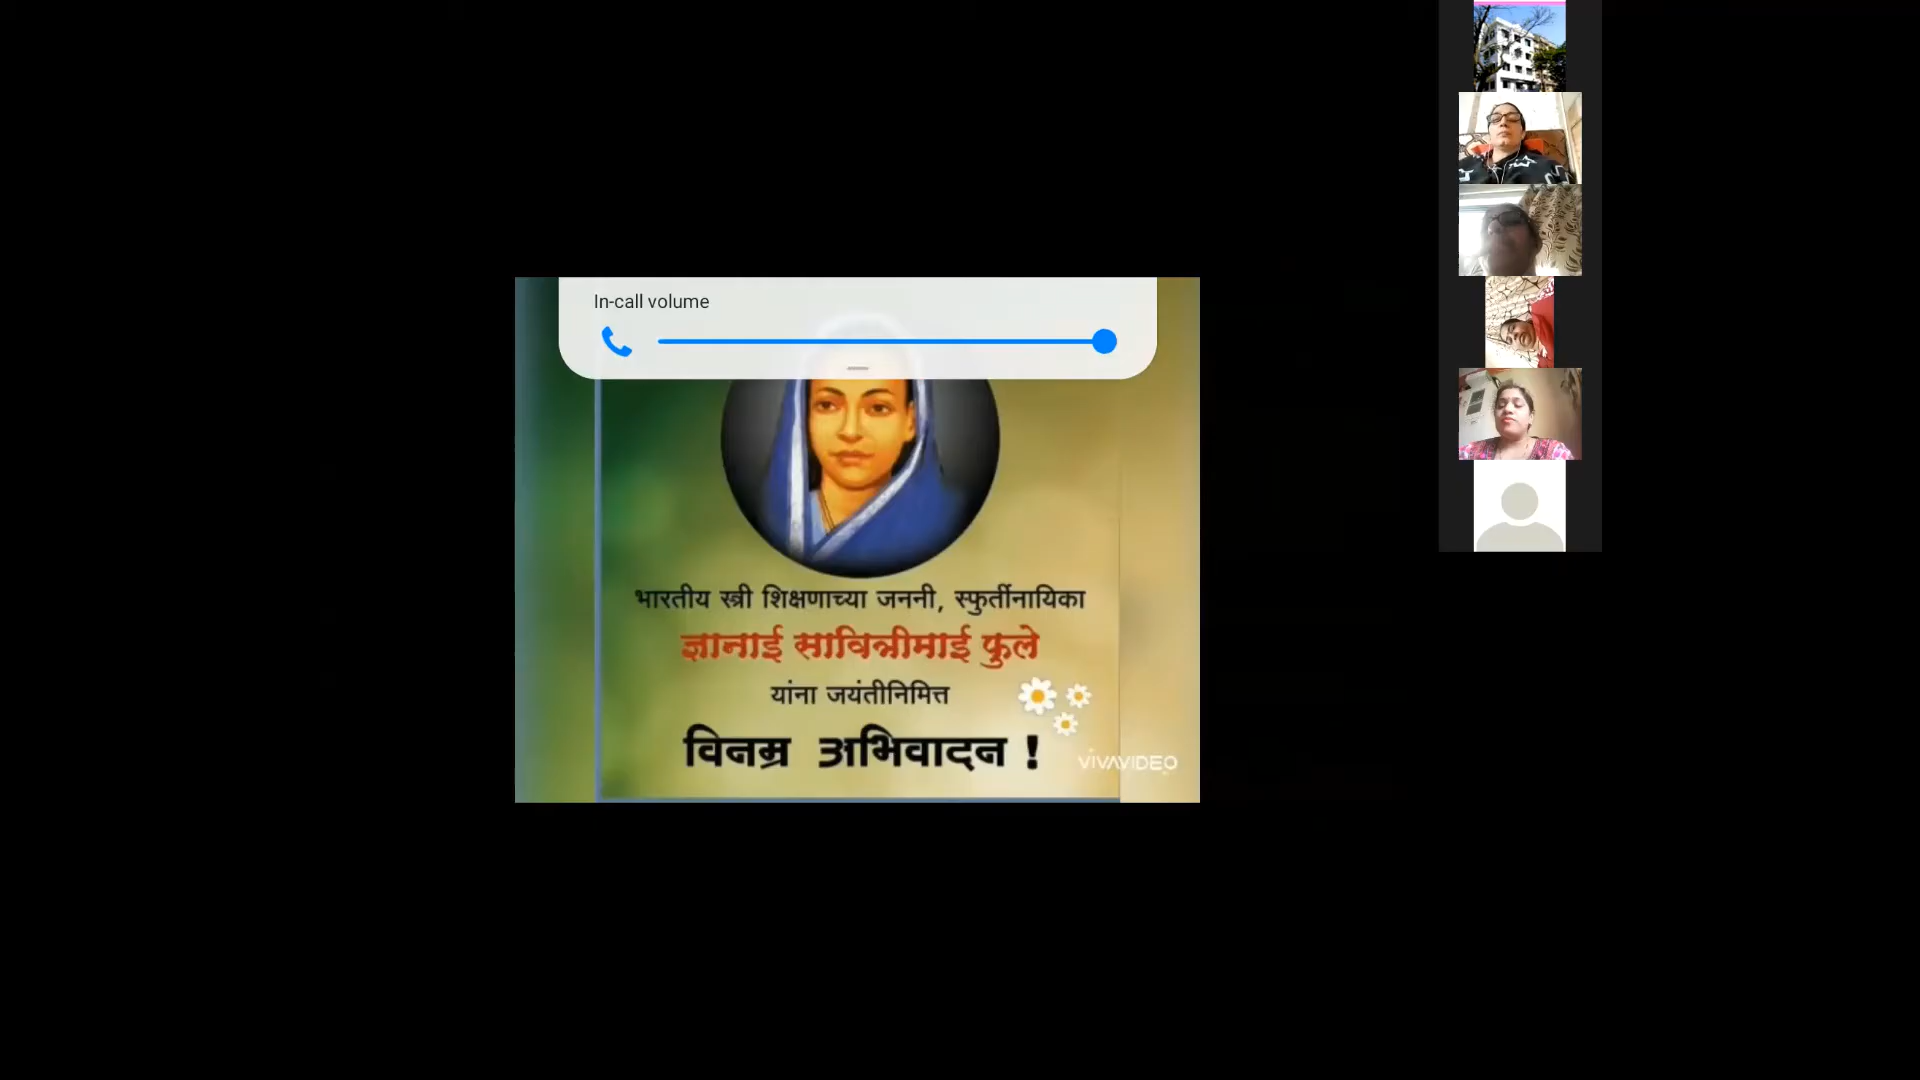 In-call volume
भारतीय स्त्री शिक्षणाच्या जननी, स्फुर्तीनायिका
ज्ञानाई सावित्रीमाई फुले
यांना जयंतीनिमित्त
विनम्र अभिवादन !
VIVAVIDEO